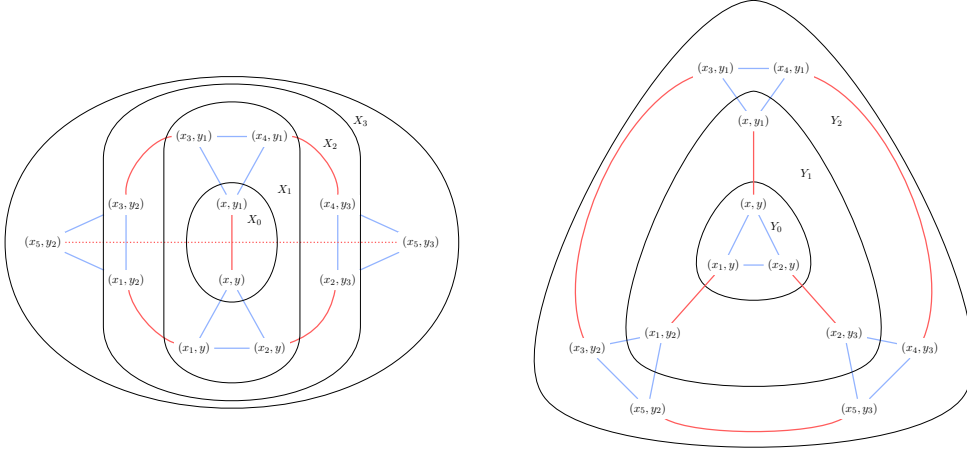 $X_3$
$(x_3, y_1)$ $(x_4, y_1)$
$X_2$
$X_1$
$(x_3, y_2)$ $(x, y_1)$ $(x_4, y_3)$
$X_0$
$(x_5, y_2)$ $(x_5, y_3)$
$(x_1, y_2)$ $(x, y)$ $(x_2, y_3)$
$(x_1, y)$ $(x_2, y)$
$(x_3, y_1)$ $(x_4, y_1)$
$(x, y_1)$ $Y_2$
$Y_1$
$(x, y)$
$Y_0$
$(x_1, y)$ $(x_2, y)$
$(x_1, y_2)$ $(x_2, y_3)$
$(x_3, y_2)$ $(x_4, y_3)$
$(x_5, y_2)$ $(x_5, y_3)$